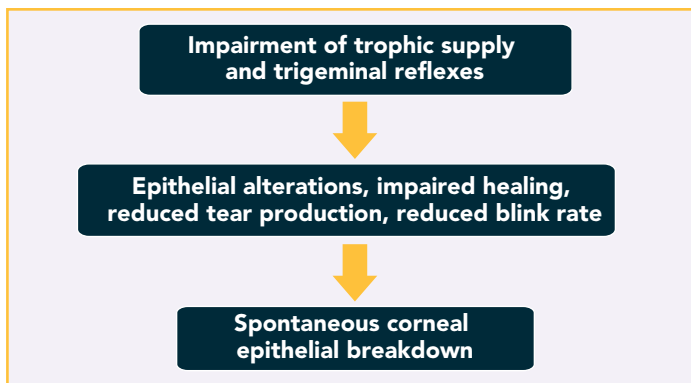 Impairment of trophic supply
and trigeminal reflexes
Epithelial alterations, impaired healing,
reduced tear production, reduced blink rate
Spontaneous corneal
epithelial breakdown